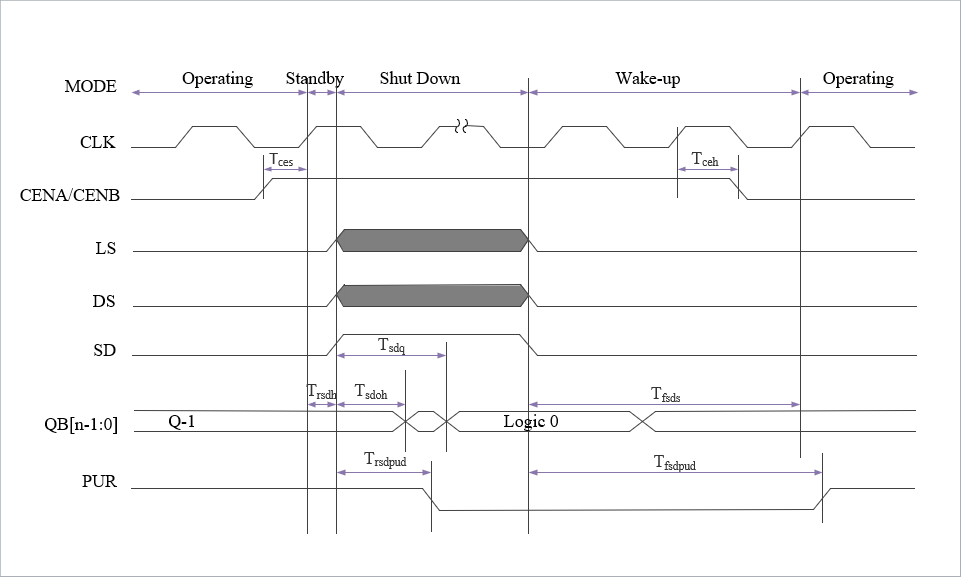 MODE Operating Standby Shut Down Wake-up Operating
CLK
Tces Tceh
CENA/CENB
LS
DS
SD Tsdq
Trsdh Tsdoh Tfsds
QB[n-1:0] Q-1 Logic 0
Trsdpud Tfsdpud
PUR